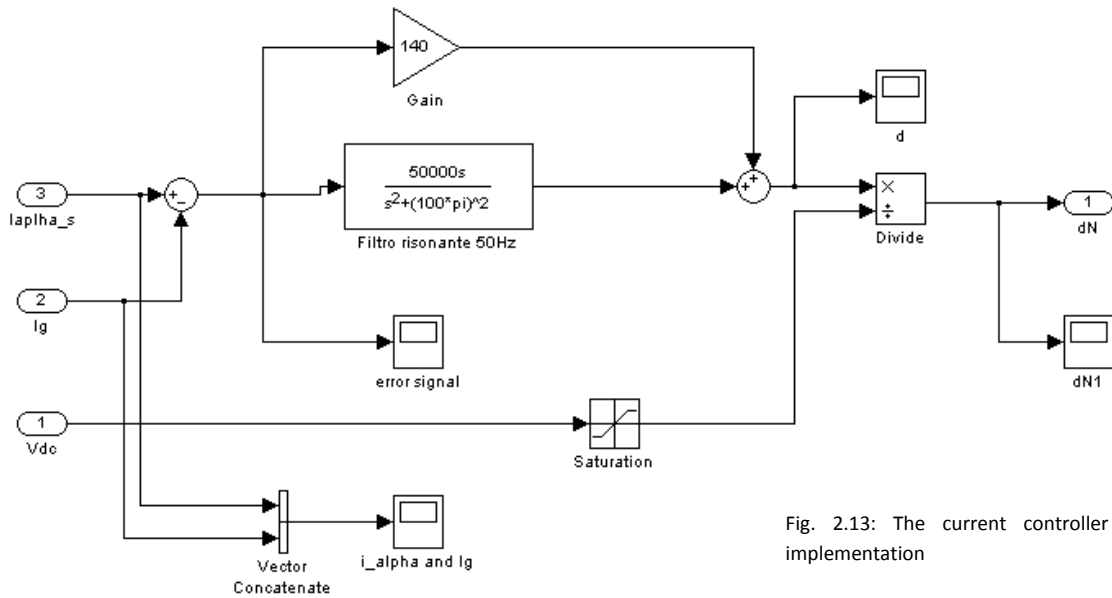 140
Gain
d
3
Iaplha_s
+
-
50000s
s2+(100*pi)^2
Filtro risonante 50Hz
+
+
×
÷
Divide
1
dN
2
Ig
error signal
dN1
1
Vdc
Saturation
Vector
Concatenate
i_alpha and Ig
Fig. 2.13: The current controller
implementation